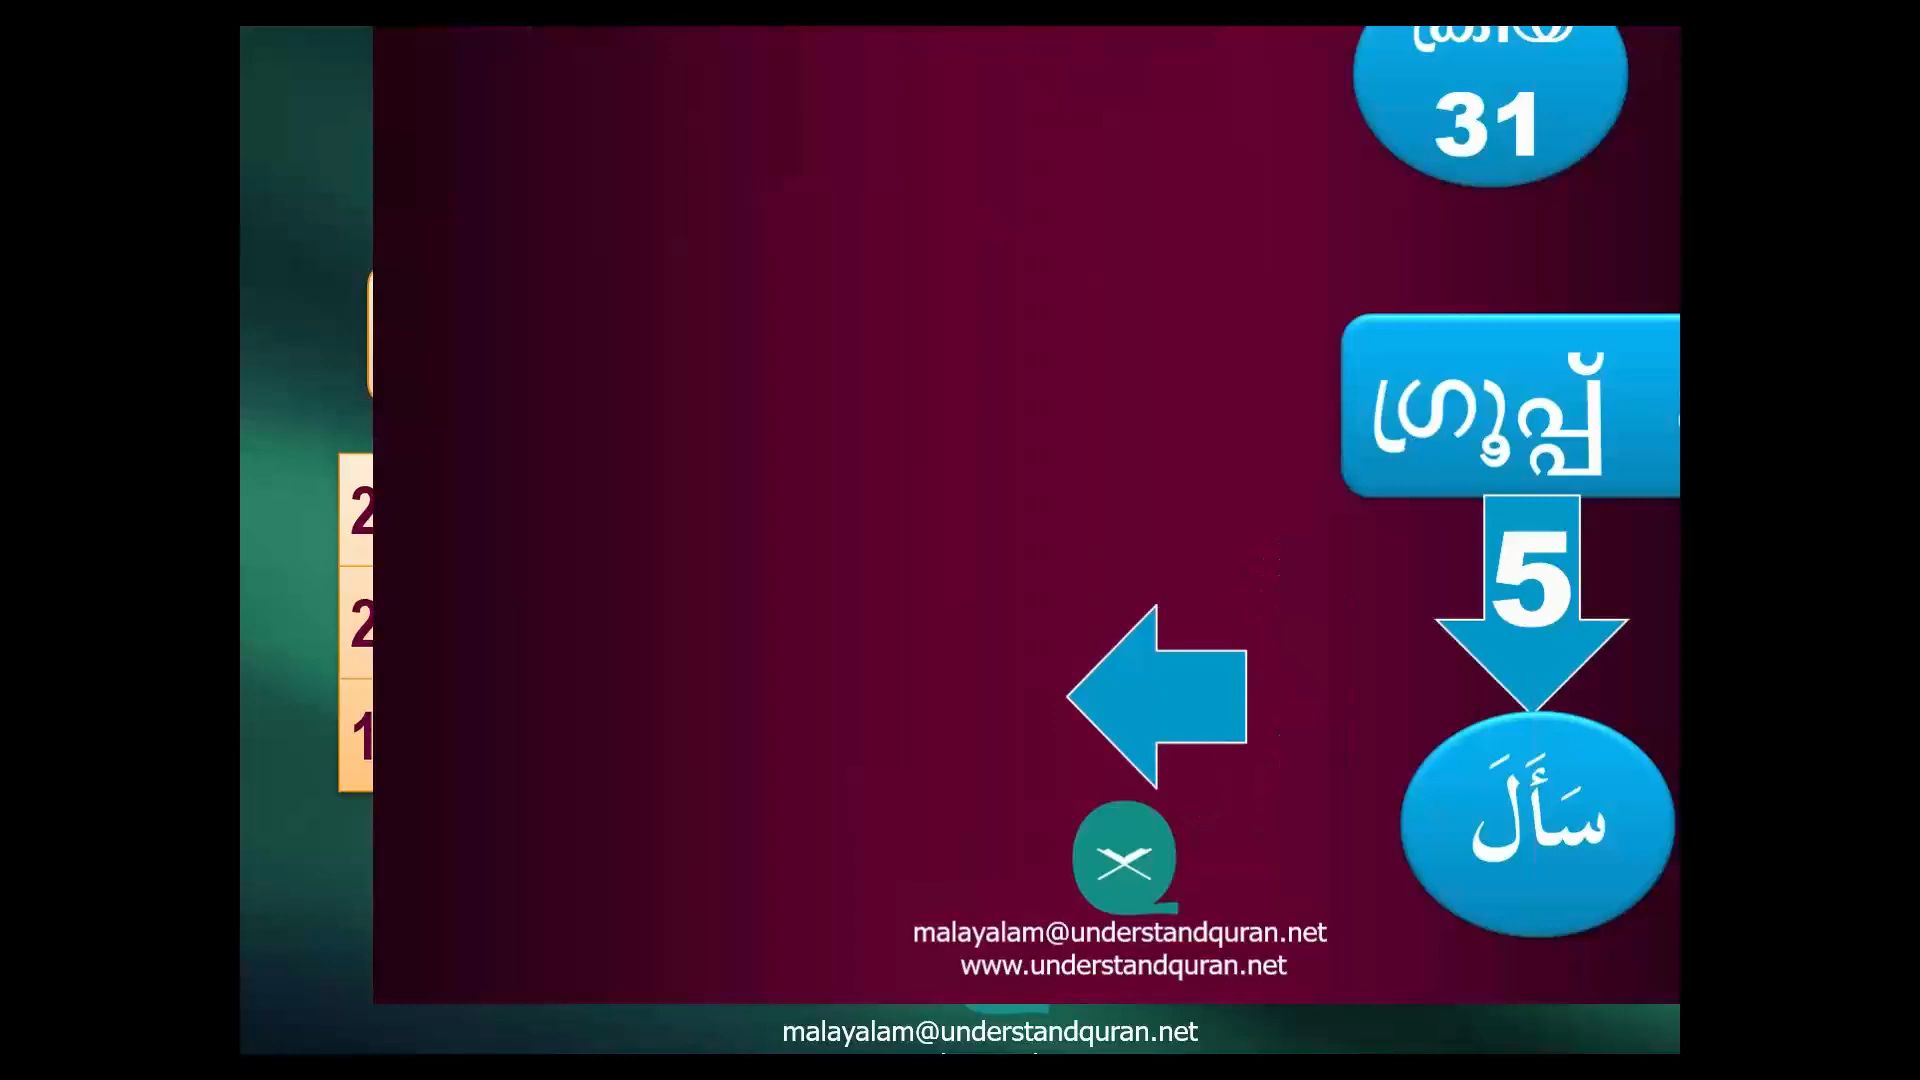 ക്രിയ
31
ഗ്രൂപ്പ്
5
سَأَلَ
malayalam@understandquran.net
www.understandquran.net
malayalam@understandquran.net